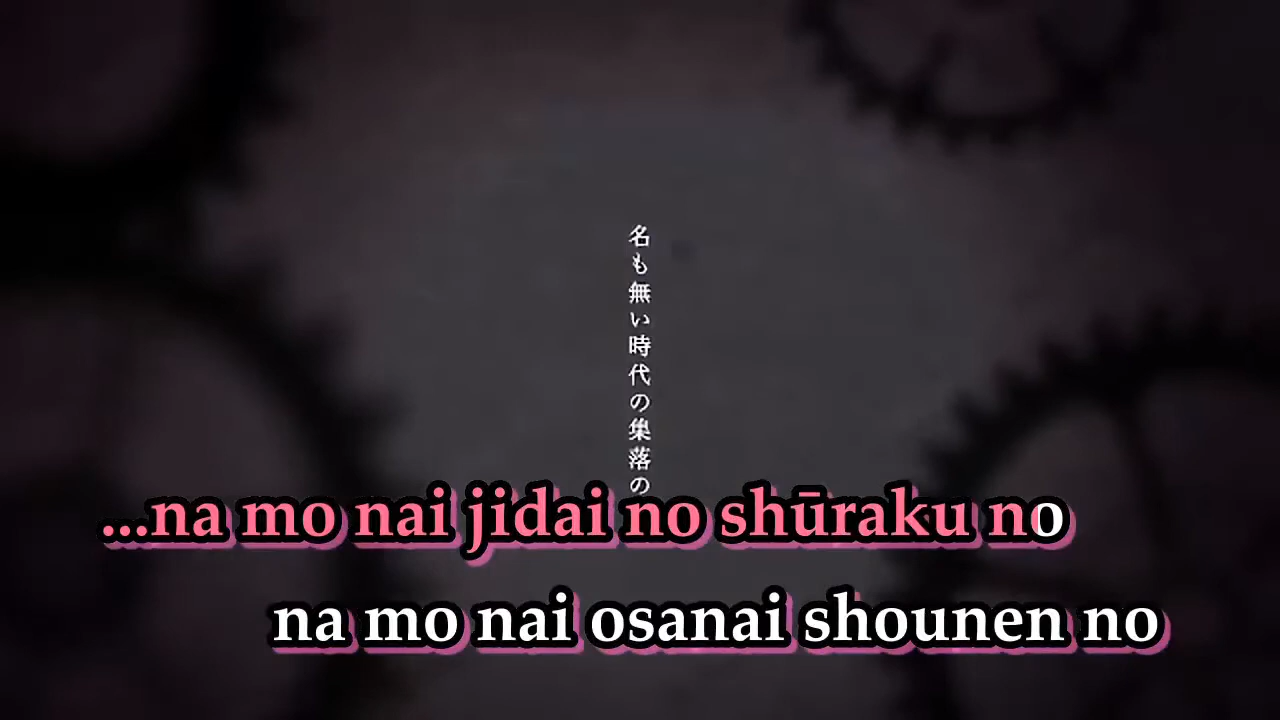 名も無い時代の集落の
...na mo nai jidai no shūraku no
na mo nai osanai shounen no